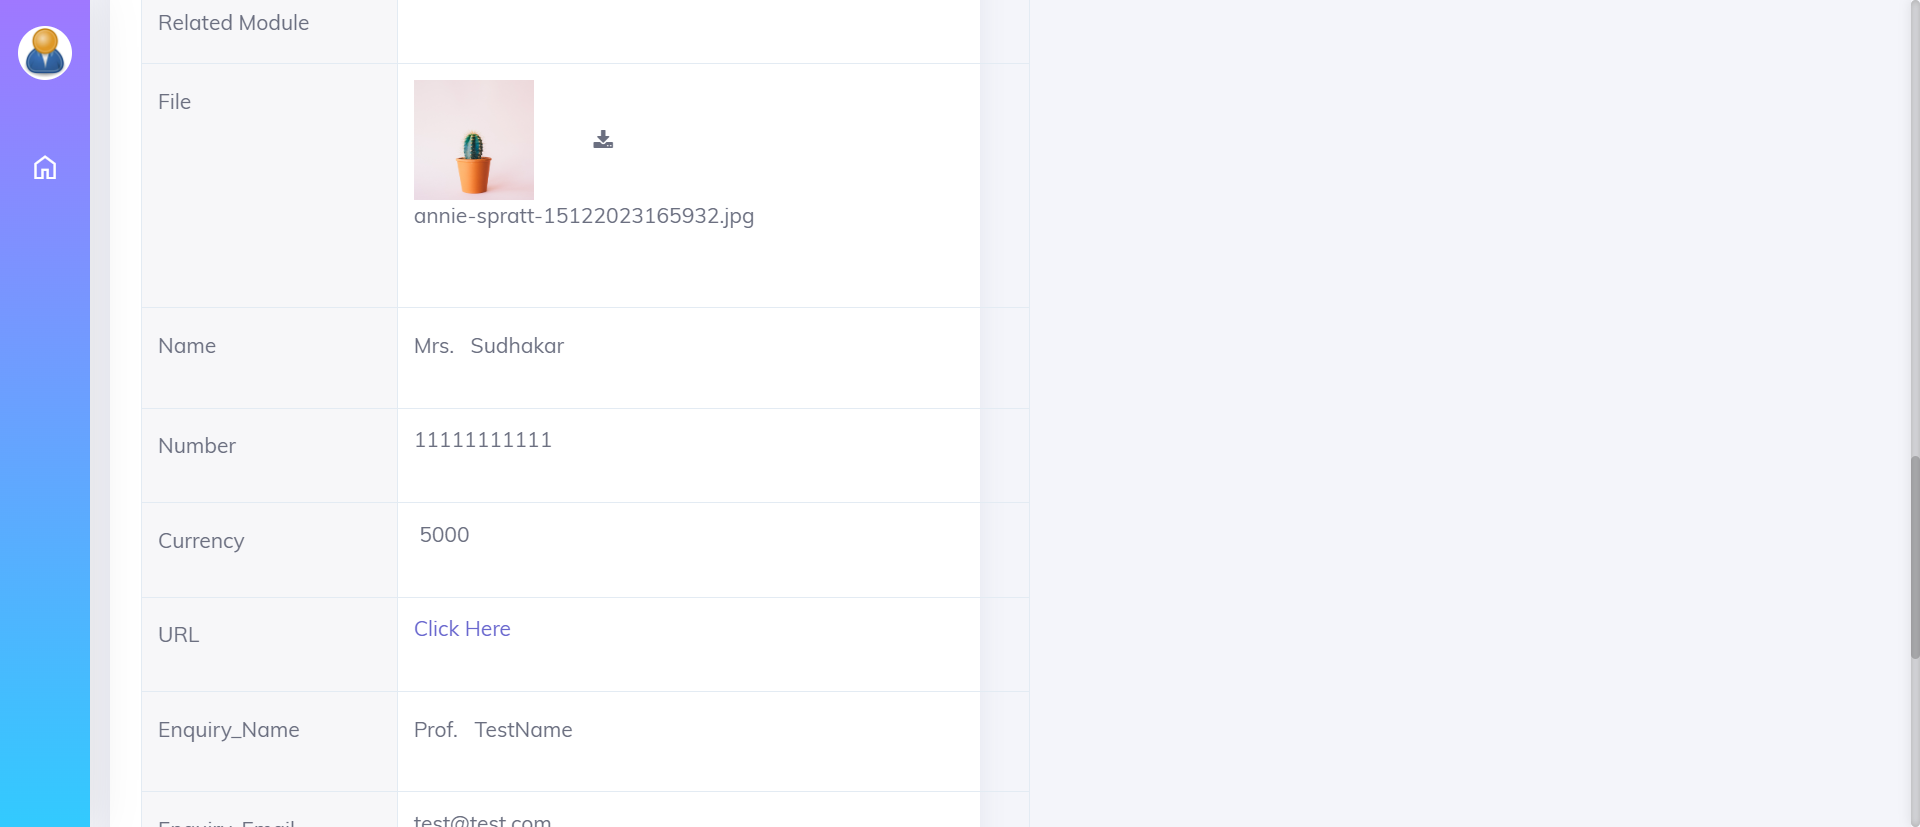 Related Module
File
annie-spratt-15122023165932.jpg
Name Mrs. Sudhakar
Number 11111111111
Currency 5000
URL Click Here
Enquiry_Name Prof. TestName
Enquiry_Email test@test.com